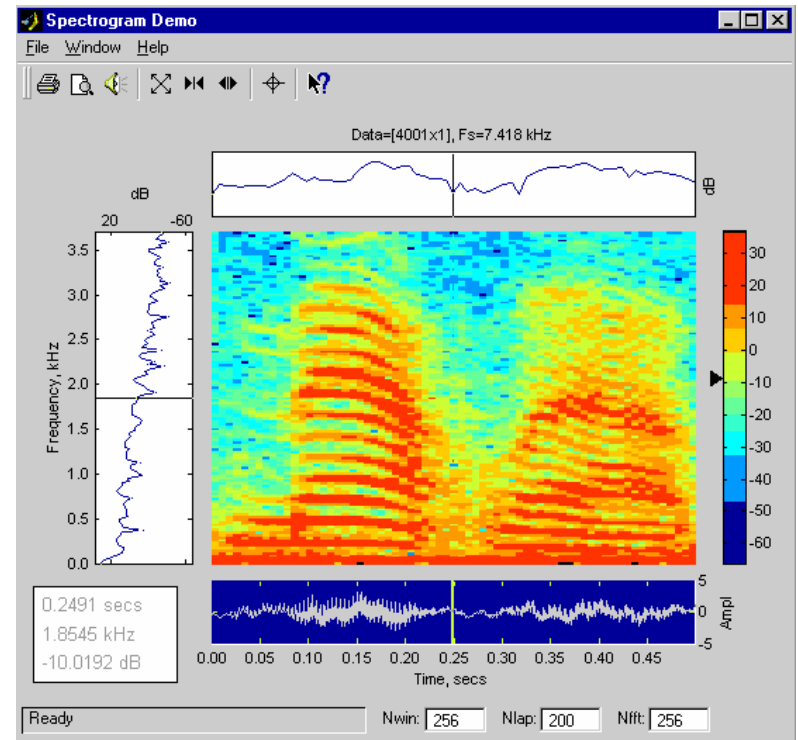 Spectrogram Demo
File Window Help
Data=[4001x1], Fs=7.418 kHz
dB
dB
20 -60
3.5
3.0
2.5
2.0
1.5
1.0
0.5
0.0
Frequency, kHz
30
20
10
0
-10
-20
-30
-40
-50
-60
5
0
-5
Ampl
0.00 0.05 0.10 0.15 0.20 0.25 0.30 0.35 0.40 0.45
Time, secs
0.2491 secs
1.8545 kHz
-10.0192 dB
Ready
Nwin: 256 Nlap: 200 Nfft: 256